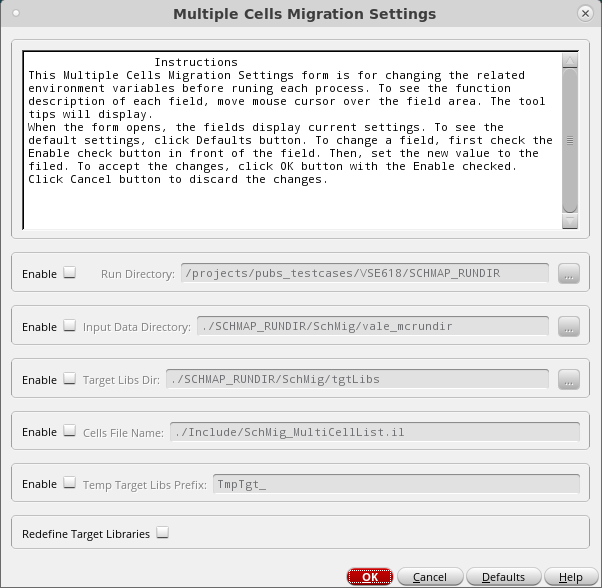 Multiple Cells Migration Settings
Instructions
This Multiple Cells Migration Settings form is for changing the related
environment variables before runing each process. To see the function
description of each field, move mouse cursor over the field area. The tool
tips will display.
When the form opens, the fields display current settings. To see the
default settings, click Defaults button. To change a field, first check the
Enable check button in front of the field. Then, set the new value to the
filed. To accept the changes, click OK button with the Enable checked.
Click Cancel button to discard the changes.
Enable Run Directory: /projects/pubs_testcases/VSE618/SCHMAP_RUNDIR ...
Enable Input Data Directory: ./SCHMAP_RUNDIR/SchMig/vale_mcrundir ...
Enable Target Libs Dir: ./SCHMAP_RUNDIR/SchMig/tgtLibs ...
Enable Cells File Name: ./Include/SchMig_MultiCellList.il
Enable Temp Target Libs Prefix: TmpTgt_
Redefine Target Libraries
OK Cancel Defaults Help